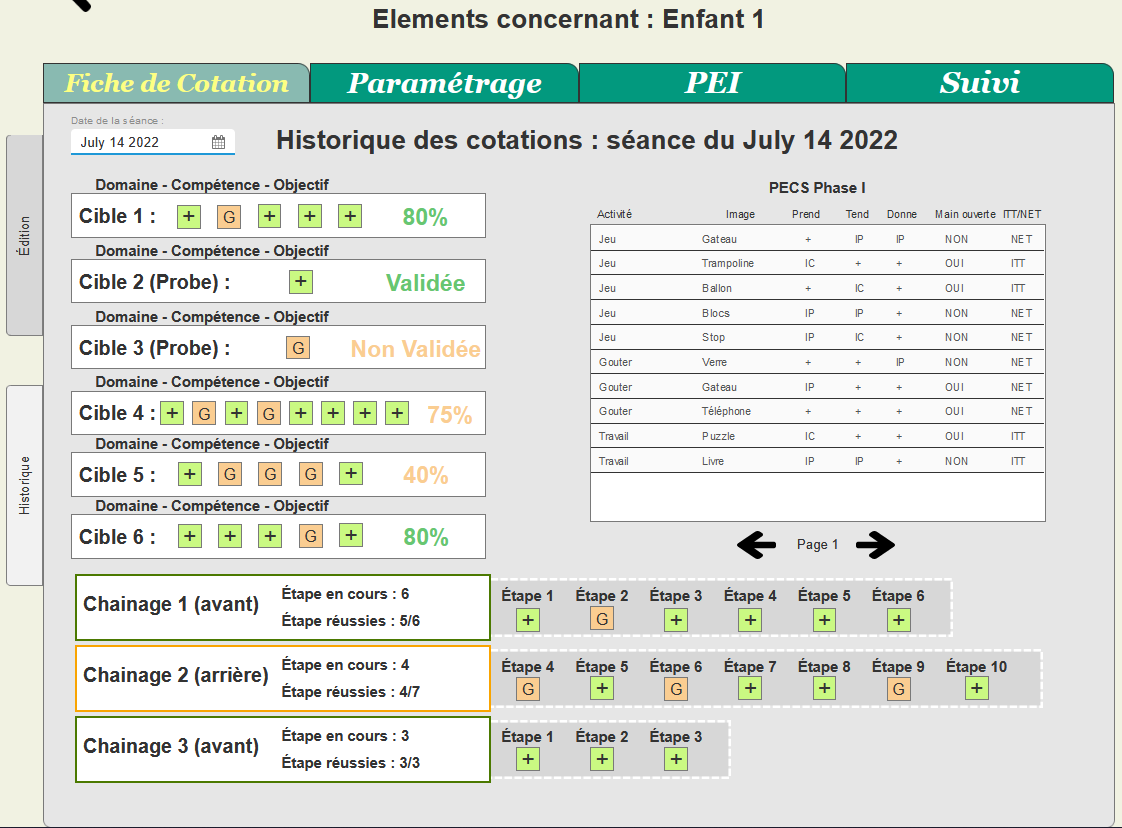 Elements concernant : Enfant 1
Fiche de Cotation Paramétrage PEI Suivi
Date de la séance :
July 14 2022
Historique des cotations : séance du July 14 2022
Édition
Historique
Domaine - Compétence - Objectif
Cible 1 : + G + + + 80%
Domaine - Compétence - Objectif
Cible 2 (Probe) : + Validée
Domaine - Compétence - Objectif
Cible 3 (Probe) : G Non Validée
Domaine - Compétence - Objectif
Cible 4 : + G + G + + + + 75%
Domaine - Compétence - Objectif
Cible 5 : + G G G + 40%
Domaine - Compétence - Objectif
Cible 6 : + + + G + 80%
PECS Phase I
Activité Image Prend Tend Donne Main ouverte ITT/NET
Jeu Gateau + IP IP NON NET
Jeu Trampoline IC + + OUI ITT
Jeu Ballon + IC + OUI ITT
Jeu Blocs IP IP + NON NET
Jeu Stop IP IC + NON NET
Gouter Verre + + IP NON NET
Gouter Gateau IP + + OUI NET
Gouter Téléphone + + + OUI NET
Travail Puzzle IC + + OUI ITT
Travail Livre IP IP + NON ITT
Page 1
Chainage 1 (avant)
Étape en cours : 6
Étape réussies : 5/6
Étape 1 Étape 2 Étape 3 Étape 4 Étape 5 Étape 6
+ G + + + +
Chainage 2 (arrière)
Étape en cours : 4
Étape réussies : 4/7
Étape 4 Étape 5 Étape 6 Étape 7 Étape 8 Étape 9 Étape 10
G + G + + G +
Chainage 3 (avant)
Étape en cours : 3
Étape réussies : 3/3
Étape 1 Étape 2 Étape 3
+ + +